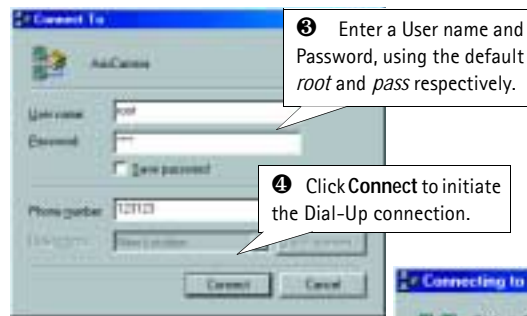 Connect To
❸ Enter a User name and
Password, using the default
root and pass respectively.
AxisCamera
User name:
root
Password:
****
Save password
❹ Click Connect to initiate
the Dial-Up connection.
Phone number:
123123
New Location
Connect
Cancel
Connecting to